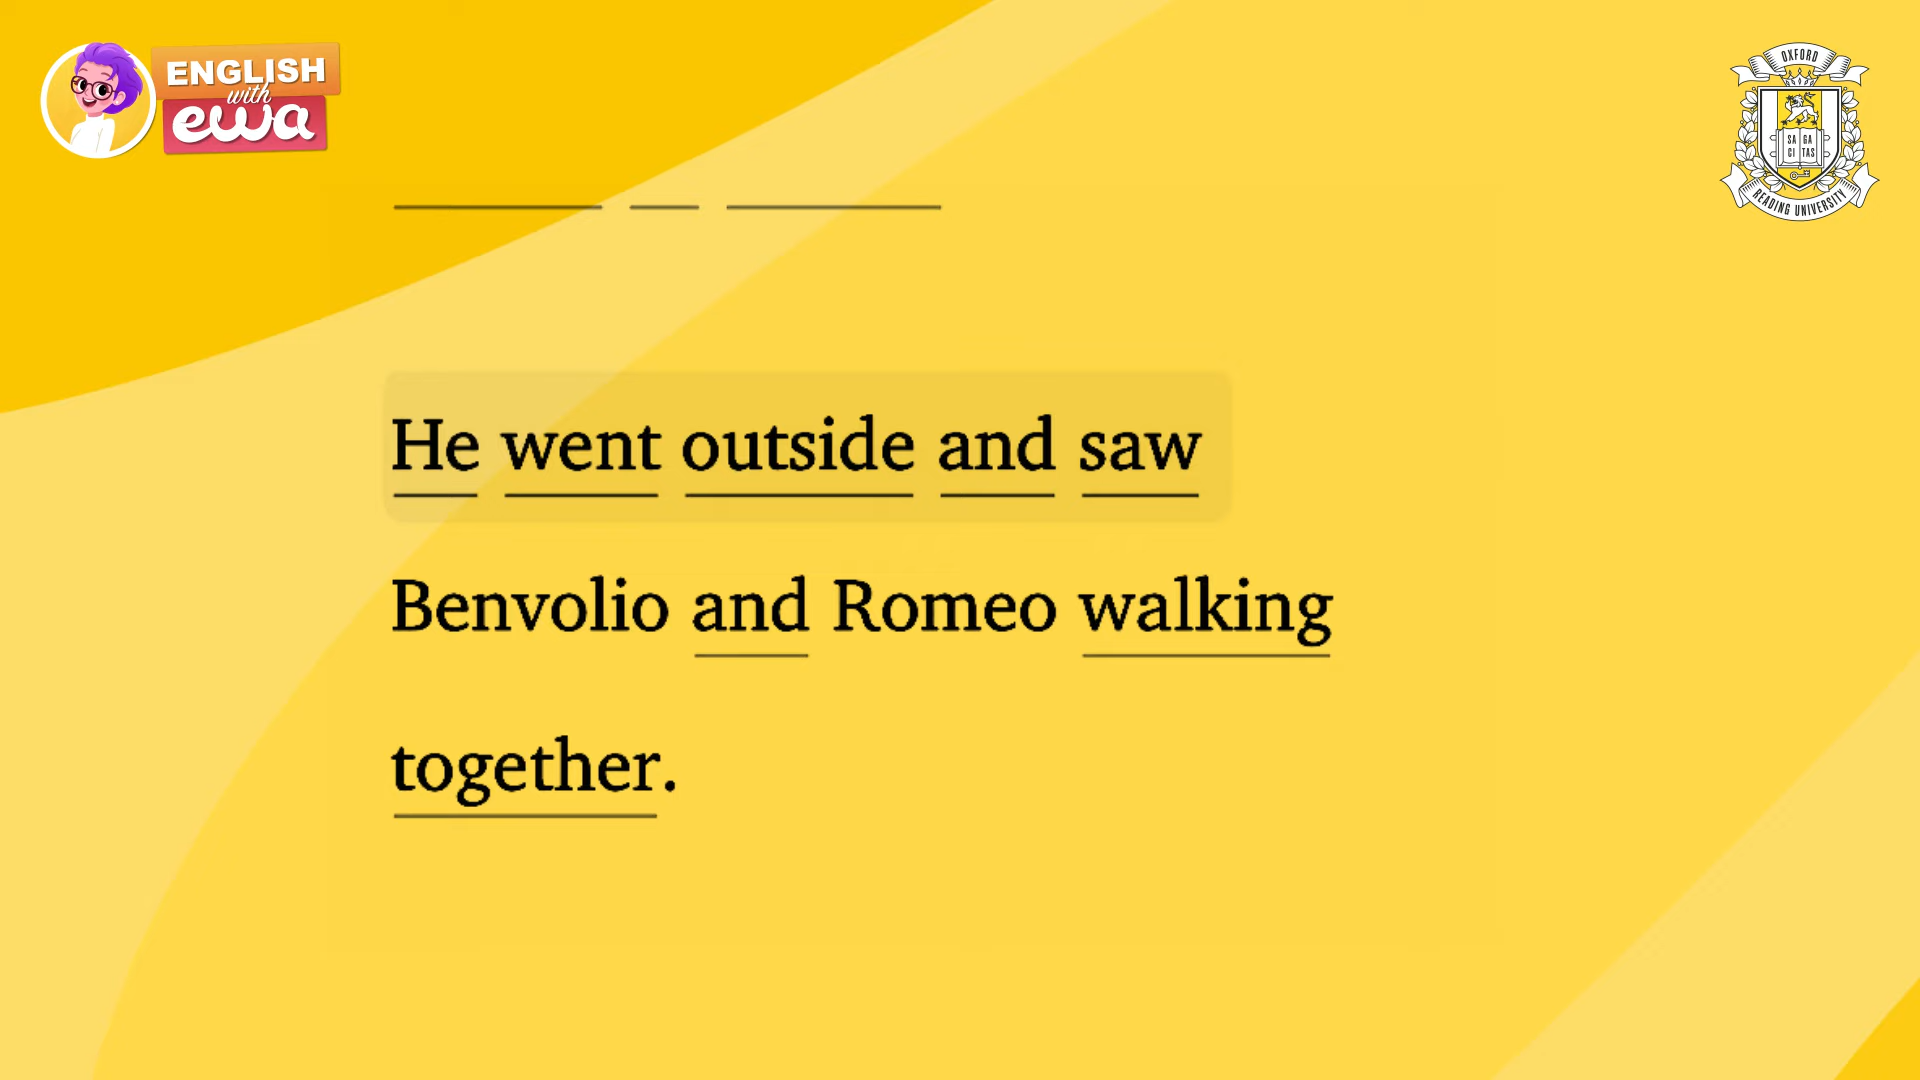 ENGLISH
with
ewa
OXFORD
SA GA
CI TAS
READING UNIVERSITY
He went outside and saw
Benvolio and Romeo walking
together.